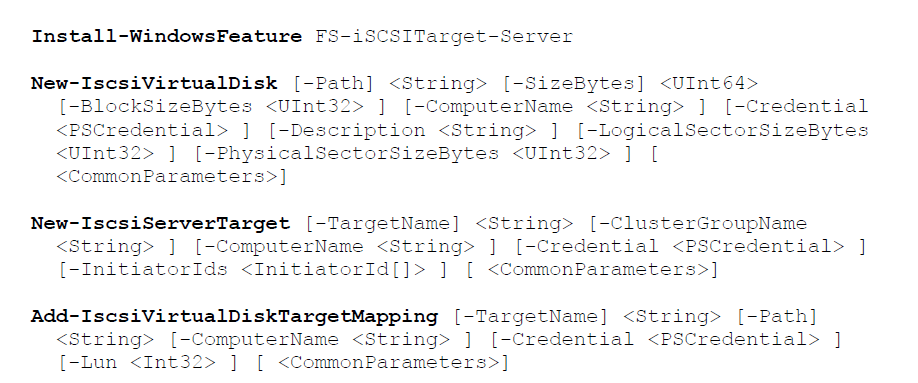 Install-WindowsFeature FS-iSCSITarget-Server
New-IscsiVirtualDisk [-Path] <String> [-SizeBytes] <UInt64>
[-BlockSizeBytes <UInt32> ] [-ComputerName <String> ] [-Credential
<PSCredential> ] [-Description <String> ] [-LogicalSectorSizeBytes
<UInt32> ] [-PhysicalSectorSizeBytes <UInt32> ] [
<CommonParameters>]
New-IscsiServerTarget [-TargetName] <String> [-ClusterGroupName
<String> ] [-ComputerName <String> ] [-Credential <PSCredential> ]
[-InitiatorIds <InitiatorId[]> ] [ <CommonParameters>]
Add-IscsiVirtualDiskTargetMapping [-TargetName] <String> [-Path]
<String> [-ComputerName <String> ] [-Credential <PSCredential> ]
[-Lun <Int32> ] [ <CommonParameters>]